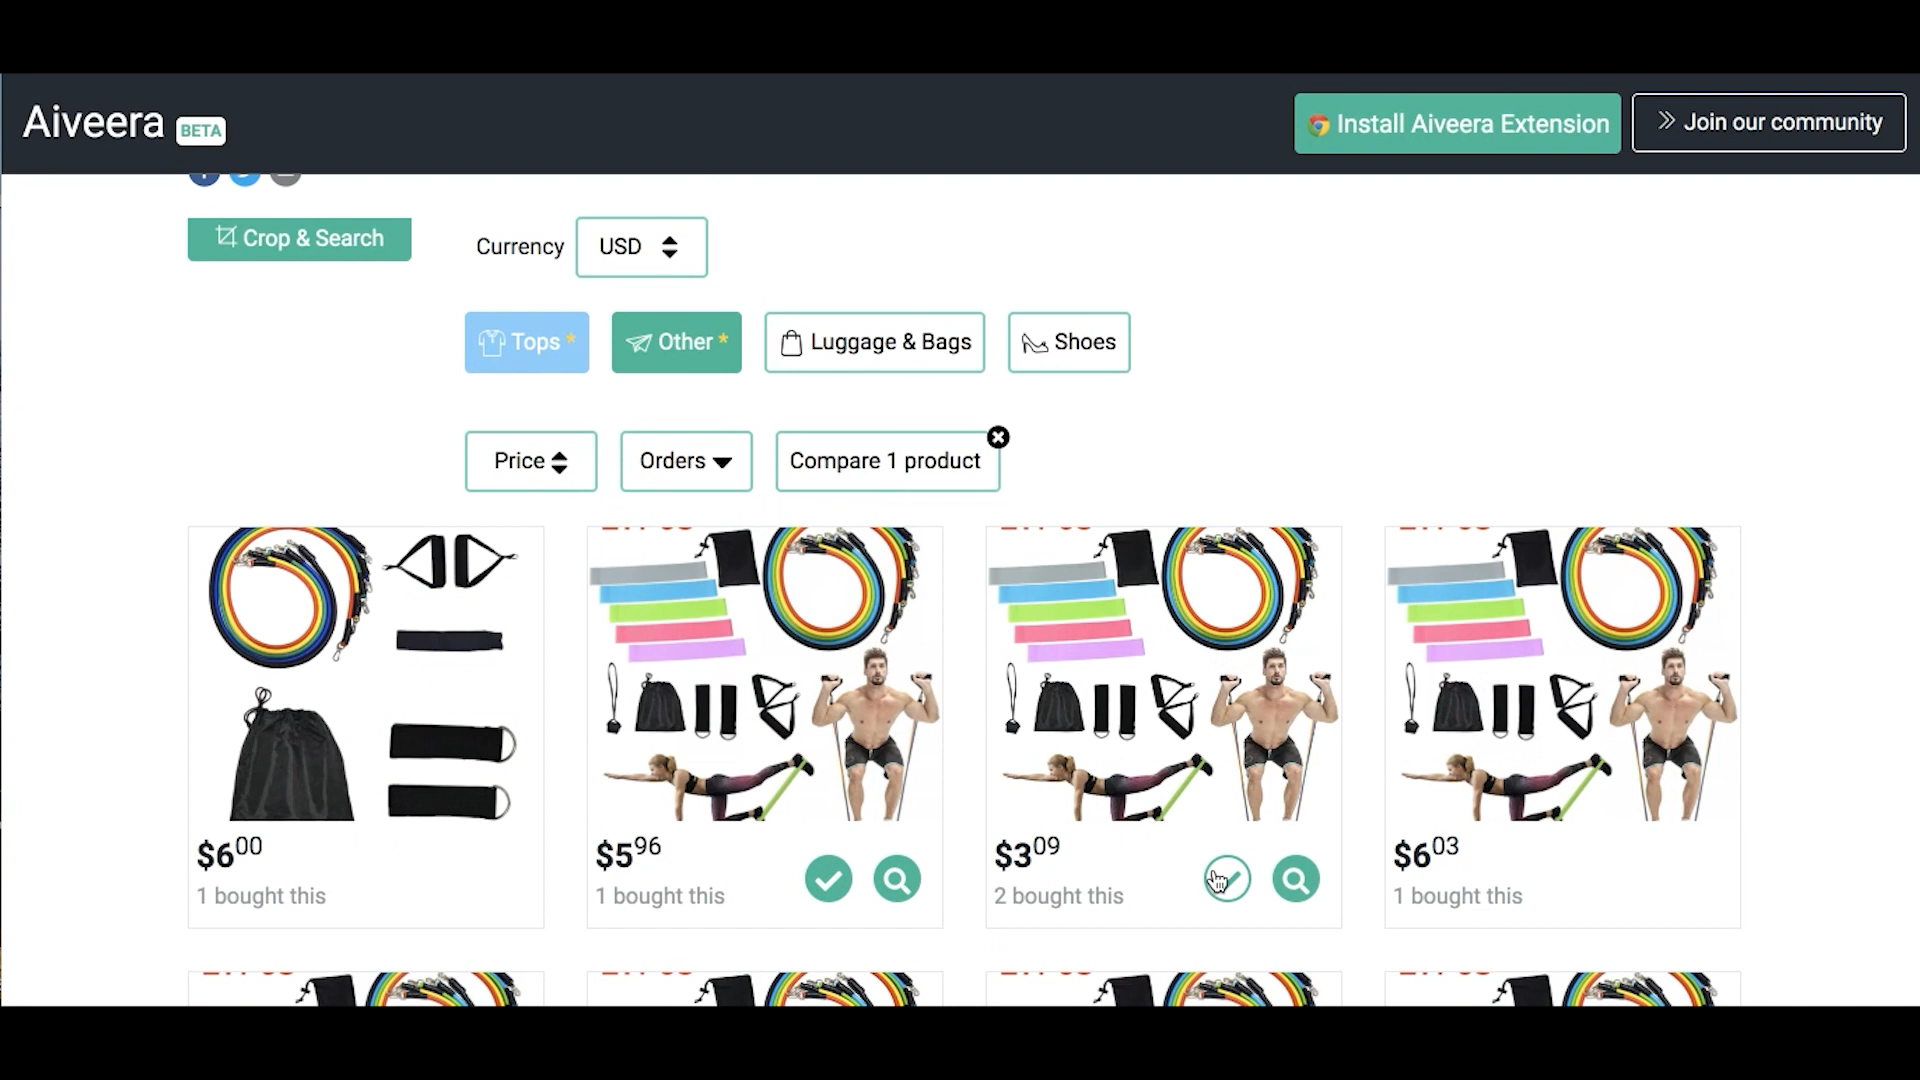 Aiveera BETA
Install Aiveera Extension
Join our community
Crop & Search
Currency USD
Tops * Other * Luggage & Bags Shoes
Price Orders Compare 1 product
$6 00 $5 96 $3 09 $6 03
1 bought this 1 bought this 2 bought this 1 bought this